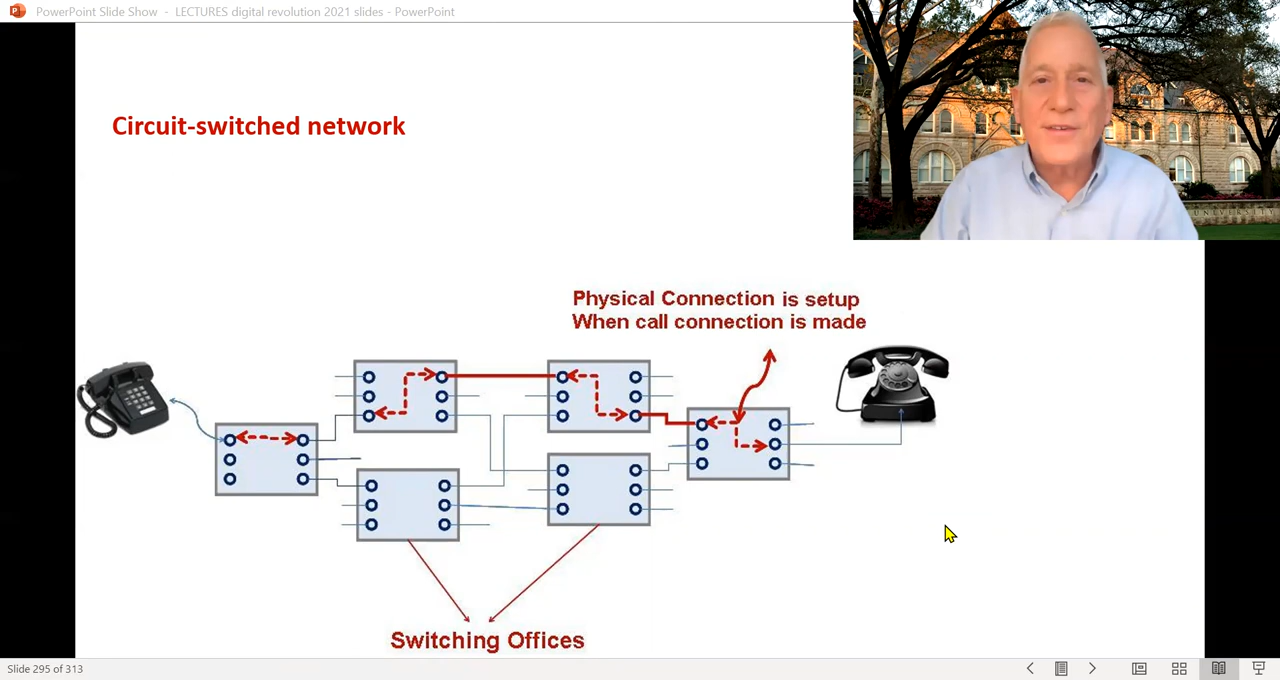 PowerPoint Slide Show - LECTURES digital revolution 2021 slides - PowerPoint
UNIVERSITY
Circuit-switched network
Physical Connection is setup
When call connection is made
Switching Offices
Slide 295 of 313